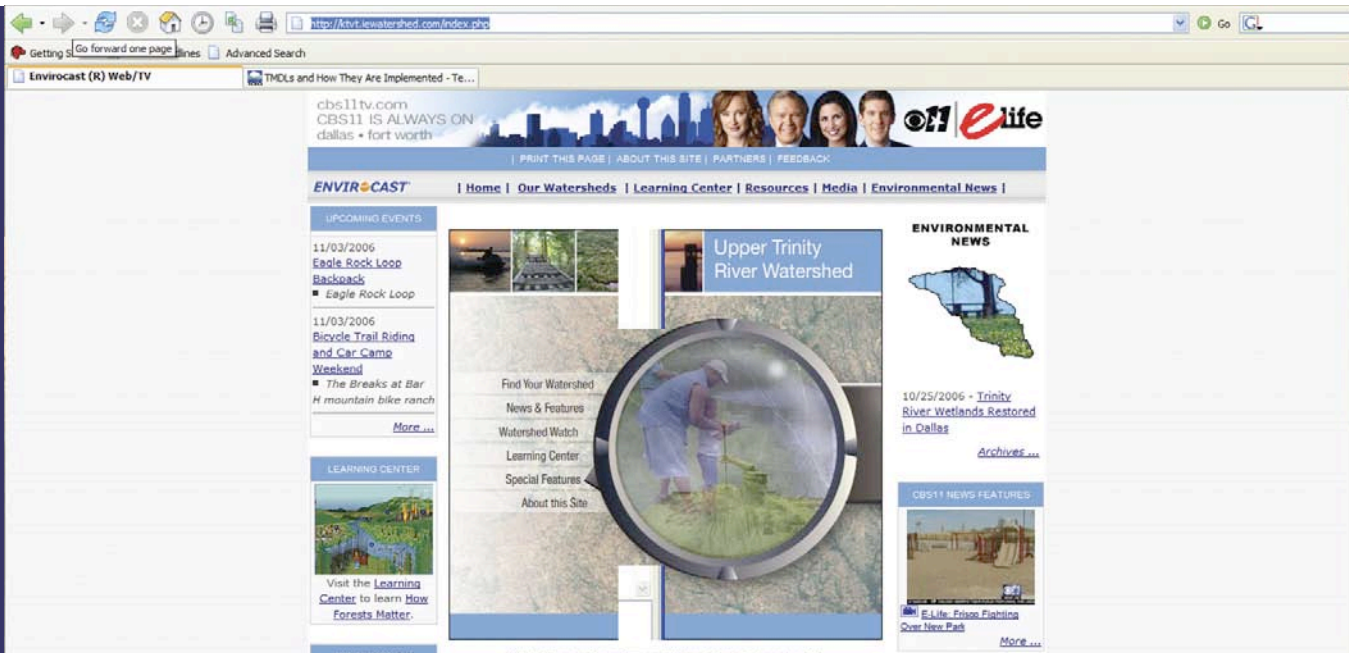 http://ktvt.iewatershed.com/index.php
Go
G
Getting S
Go forward one page
dlines
Advanced Search
Envirocast (R) Web/TV
TMDLs and How They Are Implemented - Te...
cbs11tv.com
CBS11 IS ALWAYS ON
dallas • fort worth
11
elife
| PRINT THIS PAGE | ABOUT THIS SITE | PARTNERS | FEEDBACK
ENVIROCAST
| Home | Our Watersheds | Learning Center | Resources | Media | Environmental News |
UPCOMING EVENTS
11/03/2006
Eagle Rock Loop
Backpack
■ Eagle Rock Loop
11/03/2006
Bicycle Trail Riding
and Car Camp
Weekend
■ The Breaks at Bar
H mountain bike ranch
More ...
LEARNING CENTER
Visit the Learning
Center to learn How
Forests Matter.
Upper Trinity
River Watershed
Find Your Watershed
News & Features
Watershed Watch
Learning Center
Special Features
About this Site
ENVIRONMENTAL
NEWS
10/25/2006 - Trinity
River Wetlands Restored
in Dallas
Archives ...
CBS11 NEWS FEATURES
E-Life: Frisco Fighting
Over New Park
More ...